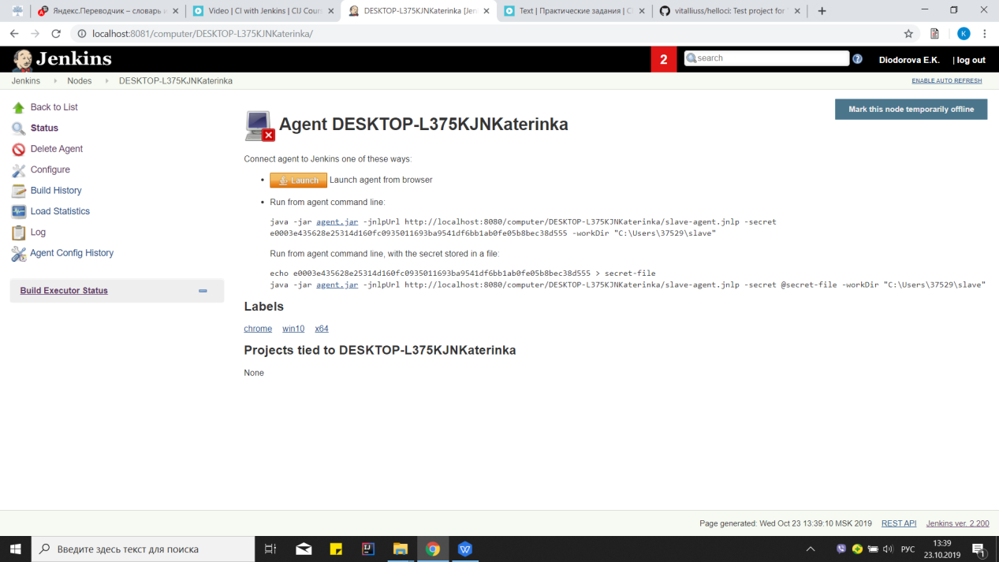 Яндекс.Переводчик – словарь и
Video | CI with Jenkins | CIJ Cours
DESKTOP-L375KJNKaterinka [Jen
Text | Практические задания | C
vitalliuss/helloci: Test project for
localhost:8081/computer/DESKTOP-L375KJNKaterinka/
K
Jenkins
2
search
Diodorova E.K.
| log out
Jenkins
Nodes
DESKTOP-L375KJNKaterinka
ENABLE AUTO REFRESH
Back to List
Status
Delete Agent
Configure
Build History
Load Statistics
Log
Agent Config History
Build Executor Status
Mark this node temporarily offline
Agent DESKTOP-L375KJNKaterinka
Connect agent to Jenkins one of these ways:
Launch Launch agent from browser
Run from agent command line:
java -jar agent.jar -jnlpUrl http://localhost:8080/computer/DESKTOP-L375KJNKaterinka/slave-agent.jnlp -secret
e0003e435628e25314d160fc0935011693ba9541df6bb1ab0fe05b8bec38d555 -workDir "C:\Users\37529\slave"
Run from agent command line, with the secret stored in a file:
echo e0003e435628e25314d160fc0935011693ba9541df6bb1ab0fe05b8bec38d555 > secret-file
java -jar agent.jar -jnlpUrl http://localhost:8080/computer/DESKTOP-L375KJNKaterinka/slave-agent.jnlp -secret @secret-file -workDir "C:\Users\37529\slave"
Labels
chrome win10 x64
Projects tied to DESKTOP-L375KJNKaterinka
None
Page generated: Wed Oct 23 13:39:10 MSK 2019 REST API Jenkins ver. 2.200
Введите здесь текст для поиска
РУС
13:39
23.10.2019
1